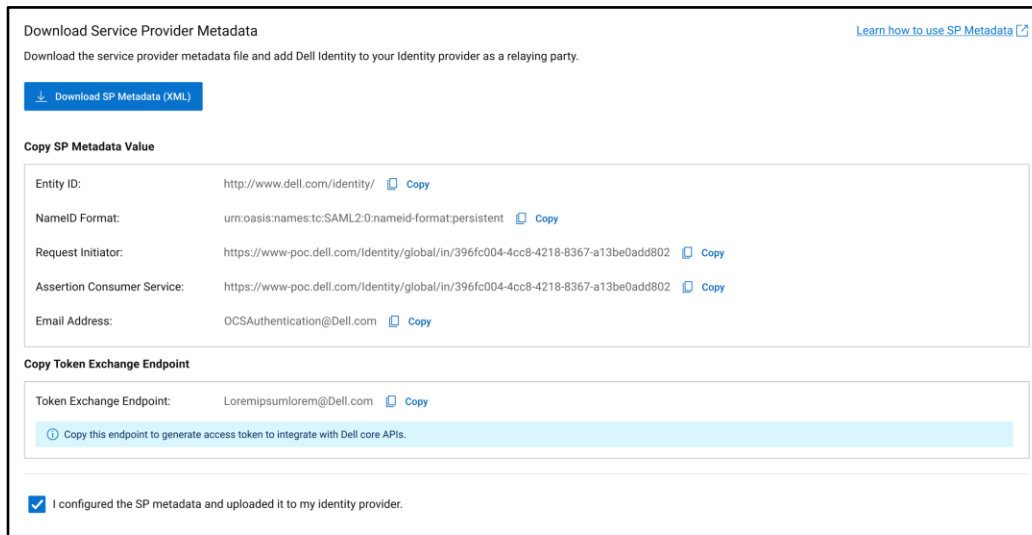 Download Service Provider Metadata
Learn how to use SP Metadata
Download the service provider metadata file and add Dell Identity to your Identity provider as a relaying party.
Download SP Metadata (XML)
Copy SP Metadata Value
Entity ID: http://www.dell.com/identity/ Copy
NameID Format: urn:oasis:names:tc:SAML2:0:nameid-format:persistent Copy
Request Initiator: https://www-poc.dell.com/Identity/global/in/396fc004-4cc8-4218-8367-a13be0add802 Copy
Assertion Consumer Service: https://www-poc.dell.com/Identity/global/in/396fc004-4cc8-4218-8367-a13be0add802 Copy
Email Address: OCSAuthentication@Dell.com Copy
Copy Token Exchange Endpoint
Token Exchange Endpoint: Loremipsumlorem@Dell.com Copy
Copy this endpoint to generate access token to integrate with Dell core APIs.
I configured the SP metadata and uploaded it to my identity provider.